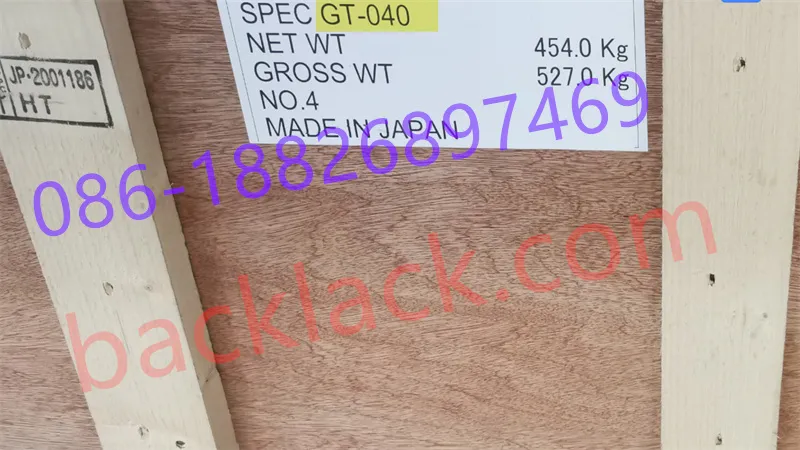 SPEC GT-040
NET WT 454.0 Kg
GROSS WT 527.0 Kg
NO.4
MADE IN JAPAN
JP-2001186
HT
086-18826897469
backlack.com